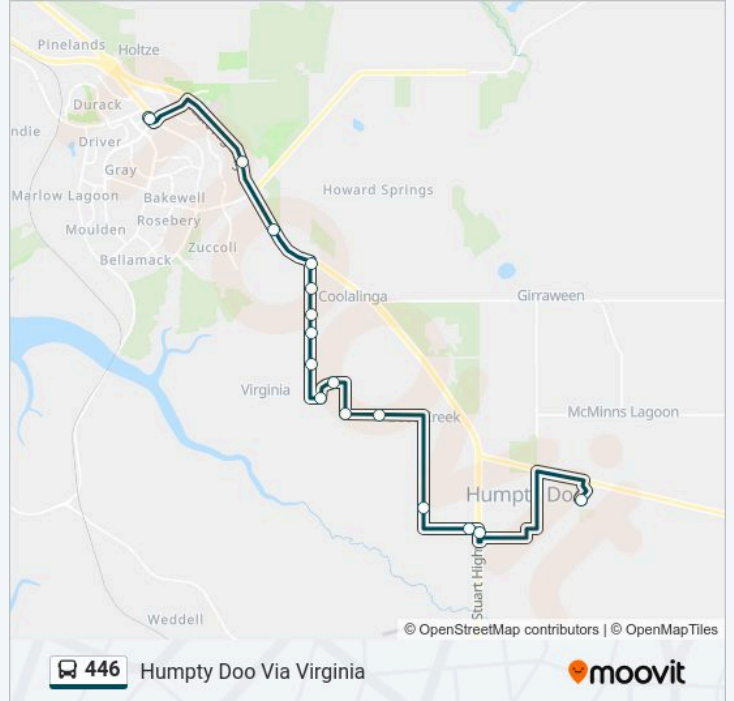 Pinelands
Holtze
Durack
ndie
Driver
Gray
Marlow Lagoon
Bakewell
Howard Springs
Rosebery
Moulden
Zuccoli
Bellamack
Coolalinga
Girraween
Virginia
reek
McMinns Lagoon
Humpty Doo
Stuart High
Weddell
© OpenStreetMap contributors | © OpenMapTiles
446 Humpty Doo Via Virginia
moovit